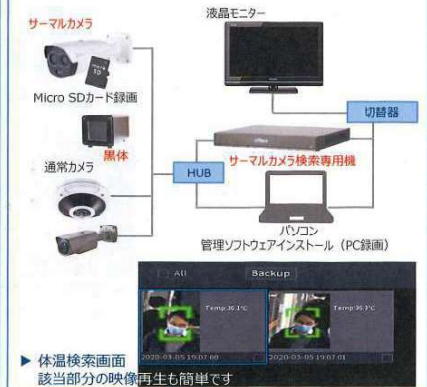 サーマルカメラ
液晶モニター
micro
SD
Micro SDカード録画
切替器
黒体
サーマルカメラ検索専用機
通常カメラ
HUB
パソコン
管理ソフトウェアインストール（PC録画）
All
Backup
Temp:36.1℃
Temp:36.3℃
2020-03-05 19:07:00
2020-03-05 19:07:01
▶ 体温検索画面
該当部分の映像再生も簡単です